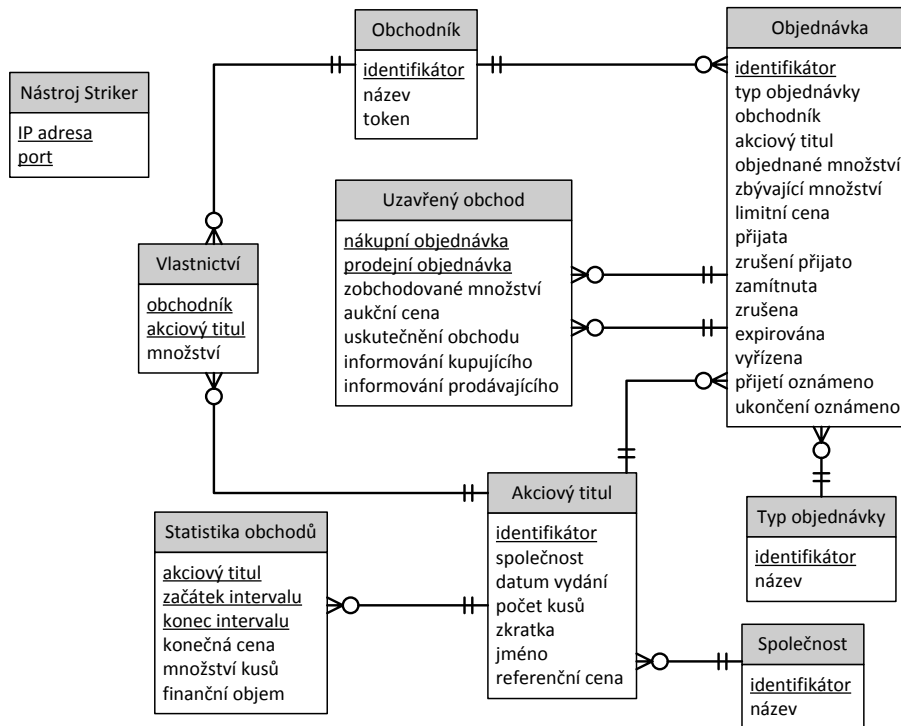 Obchodník
identifikátor
název
token
Objednávka
identifikátor
typ objednávky
obchodník
akciový titul
objednané množství
zbývající množství
limitní cena
přijata
zrušení přijato
zamítnuta
zrušena
expirována
vyřízena
přijetí oznámeno
ukončení oznámeno
Nástroj Striker
IP adresa
port
Uzavřený obchod
nákupní objednávka
prodejní objednávka
zobchodované množství
aukční cena
uskutečnění obchodu
informování kupujícího
informování prodávajícího
Vlastnictví
obchodník
akciový titul
množství
Akciový titul
identifikátor
společnost
datum vydání
počet kusů
zkratka
jméno
referenční cena
Typ objednávky
identifikátor
název
Statistika obchodů
akciový titul
začátek intervalu
konec intervalu
konečná cena
množství kusů
finanční objem
Společnost
identifikátor
název